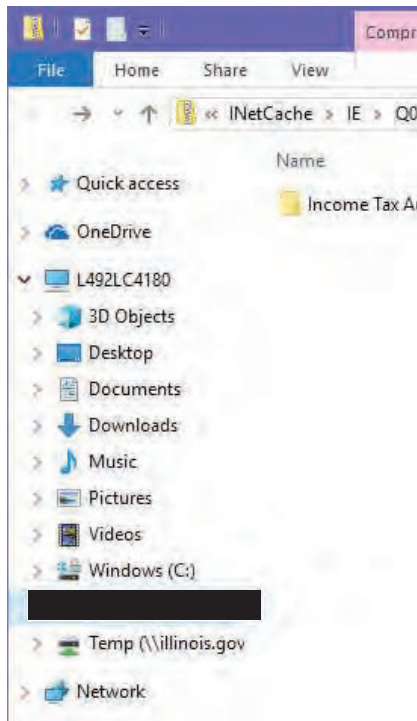 Compr
File Home Share View
« INetCache > IE > Q0
Name
Quick access
Income Tax A
OneDrive
L492LC4180
3D Objects
Desktop
Documents
Downloads
Music
Pictures
Videos
Windows (C:)
Temp (\\illinois.gov
Network